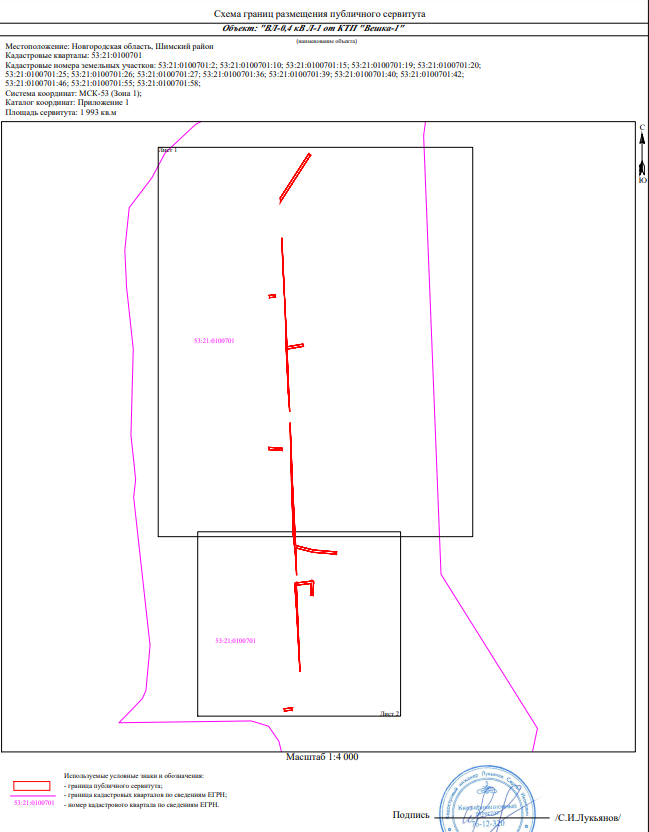 Схема границ размещения публичного сервитута
Объект: "ВЛ-0,4 кВ Л-1 от КТП "Вешка-1"
(наименование объекта)
Местоположение: Новгородская область, Шимский район
Кадастровые кварталы: 53:21:0100701
Кадастровые номера земельных участков: 53:21:0100701:2; 53:21:0100701:10; 53:21:0100701:15; 53:21:0100701:19; 53:21:0100701:20;
53:21:0100701:25; 53:21:0100701:26; 53:21:0100701:27; 53:21:0100701:36; 53:21:0100701:39; 53:21:0100701:40; 53:21:0100701:42;
53:21:0100701:46; 53:21:0100701:55; 53:21:0100701:58;
Система координат: МСК-53 (Зона 1);
Каталог координат: Приложение 1
Площадь сервитута: 1 993 кв.м
С
Ю
Лист 1
53:21:0100701
53:21:0100701
Лист 2
Масштаб 1:4 000
Используемые условные знаки и обозначения:
- граница публичного сервитута;
- граница кадастровых кварталов по сведениям ЕГРН;
53:21:0100701 - номер кадастрового квартала по сведениям ЕГРН.
Подпись /С.И.Лукьянов/